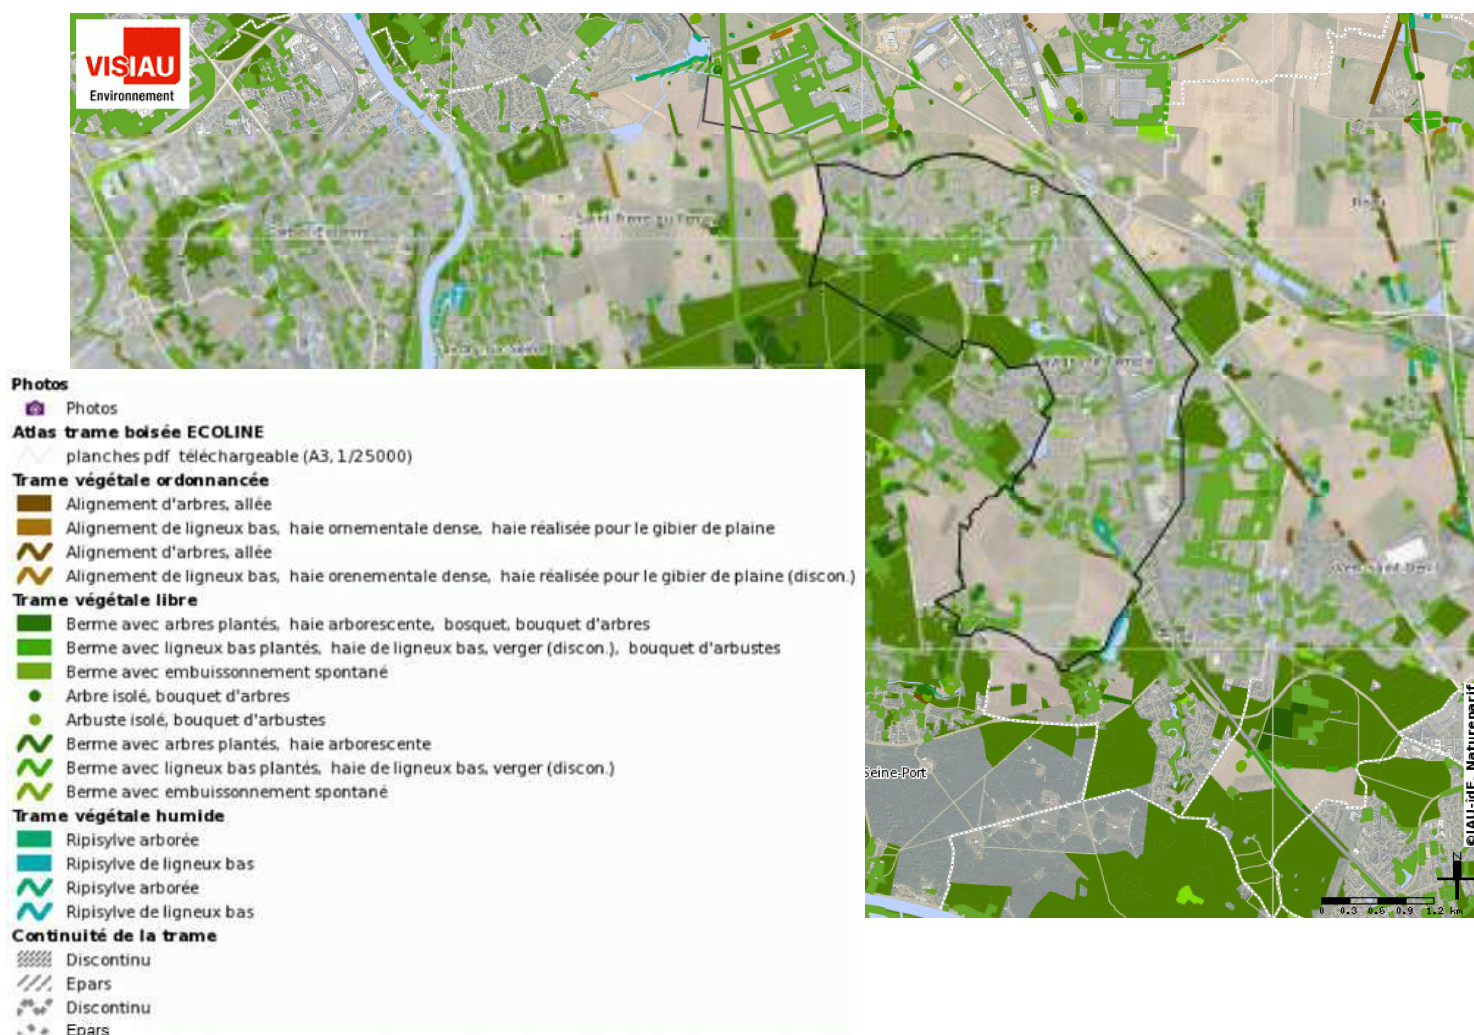 VISIAU
Environnement
Seine-Port
©IAU-idF, Natureparif
N
0 0.3 0.6 0.9 1.2 km
Photos
Photos
Atlas trame boisée ECOLINE
planches pdf téléchargeable (A3, 1/25000)
Trame végétale ordonnancée
Alignement d'arbres, allée
Alignement de ligneux bas, haie ornementale dense, haie réalisée pour le gibier de plaine
Alignement d'arbres, allée
Alignement de ligneux bas, haie orenementale dense, haie réalisée pour le gibier de plaine (discon.)
Trame végétale libre
Berme avec arbres plantés, haie arborescente, bosquet, bouquet d'arbres
Berme avec ligneux bas plantés, haie de ligneux bas, verger (discon.), bouquet d'arbustes
Berme avec embuissonnement spontané
Arbre isolé, bouquet d'arbres
Arbuste isolé, bouquet d'arbustes
Berme avec arbres plantés, haie arborescente
Berme avec ligneux bas plantés, haie de ligneux bas, verger (discon.)
Berme avec embuissonnement spontané
Trame végétale humide
Ripisylve arborée
Ripisylve de ligneux bas
Ripisylve arborée
Ripisylve de ligneux bas
Continuité de la trame
Discontinu
Epars
Discontinu
Epars